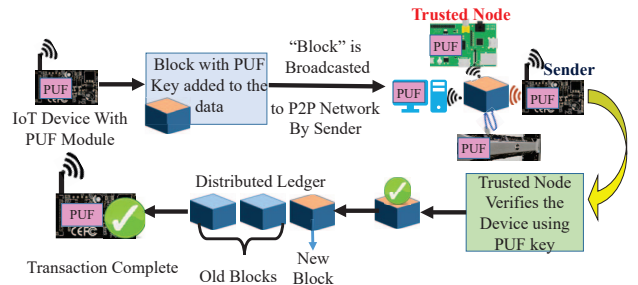 Trusted Node
PUF
Sender
PUF
PUF
PUF
PUF
IoT Device With
PUF Module
Block with PUF
Key added to the
data
“Block” is
Broadcasted
to P2P Network
By Sender
Trusted Node
Verifies the
Device using
PUF key
Distributed Ledger
Old Blocks
New
Block
PUF
Transaction Complete